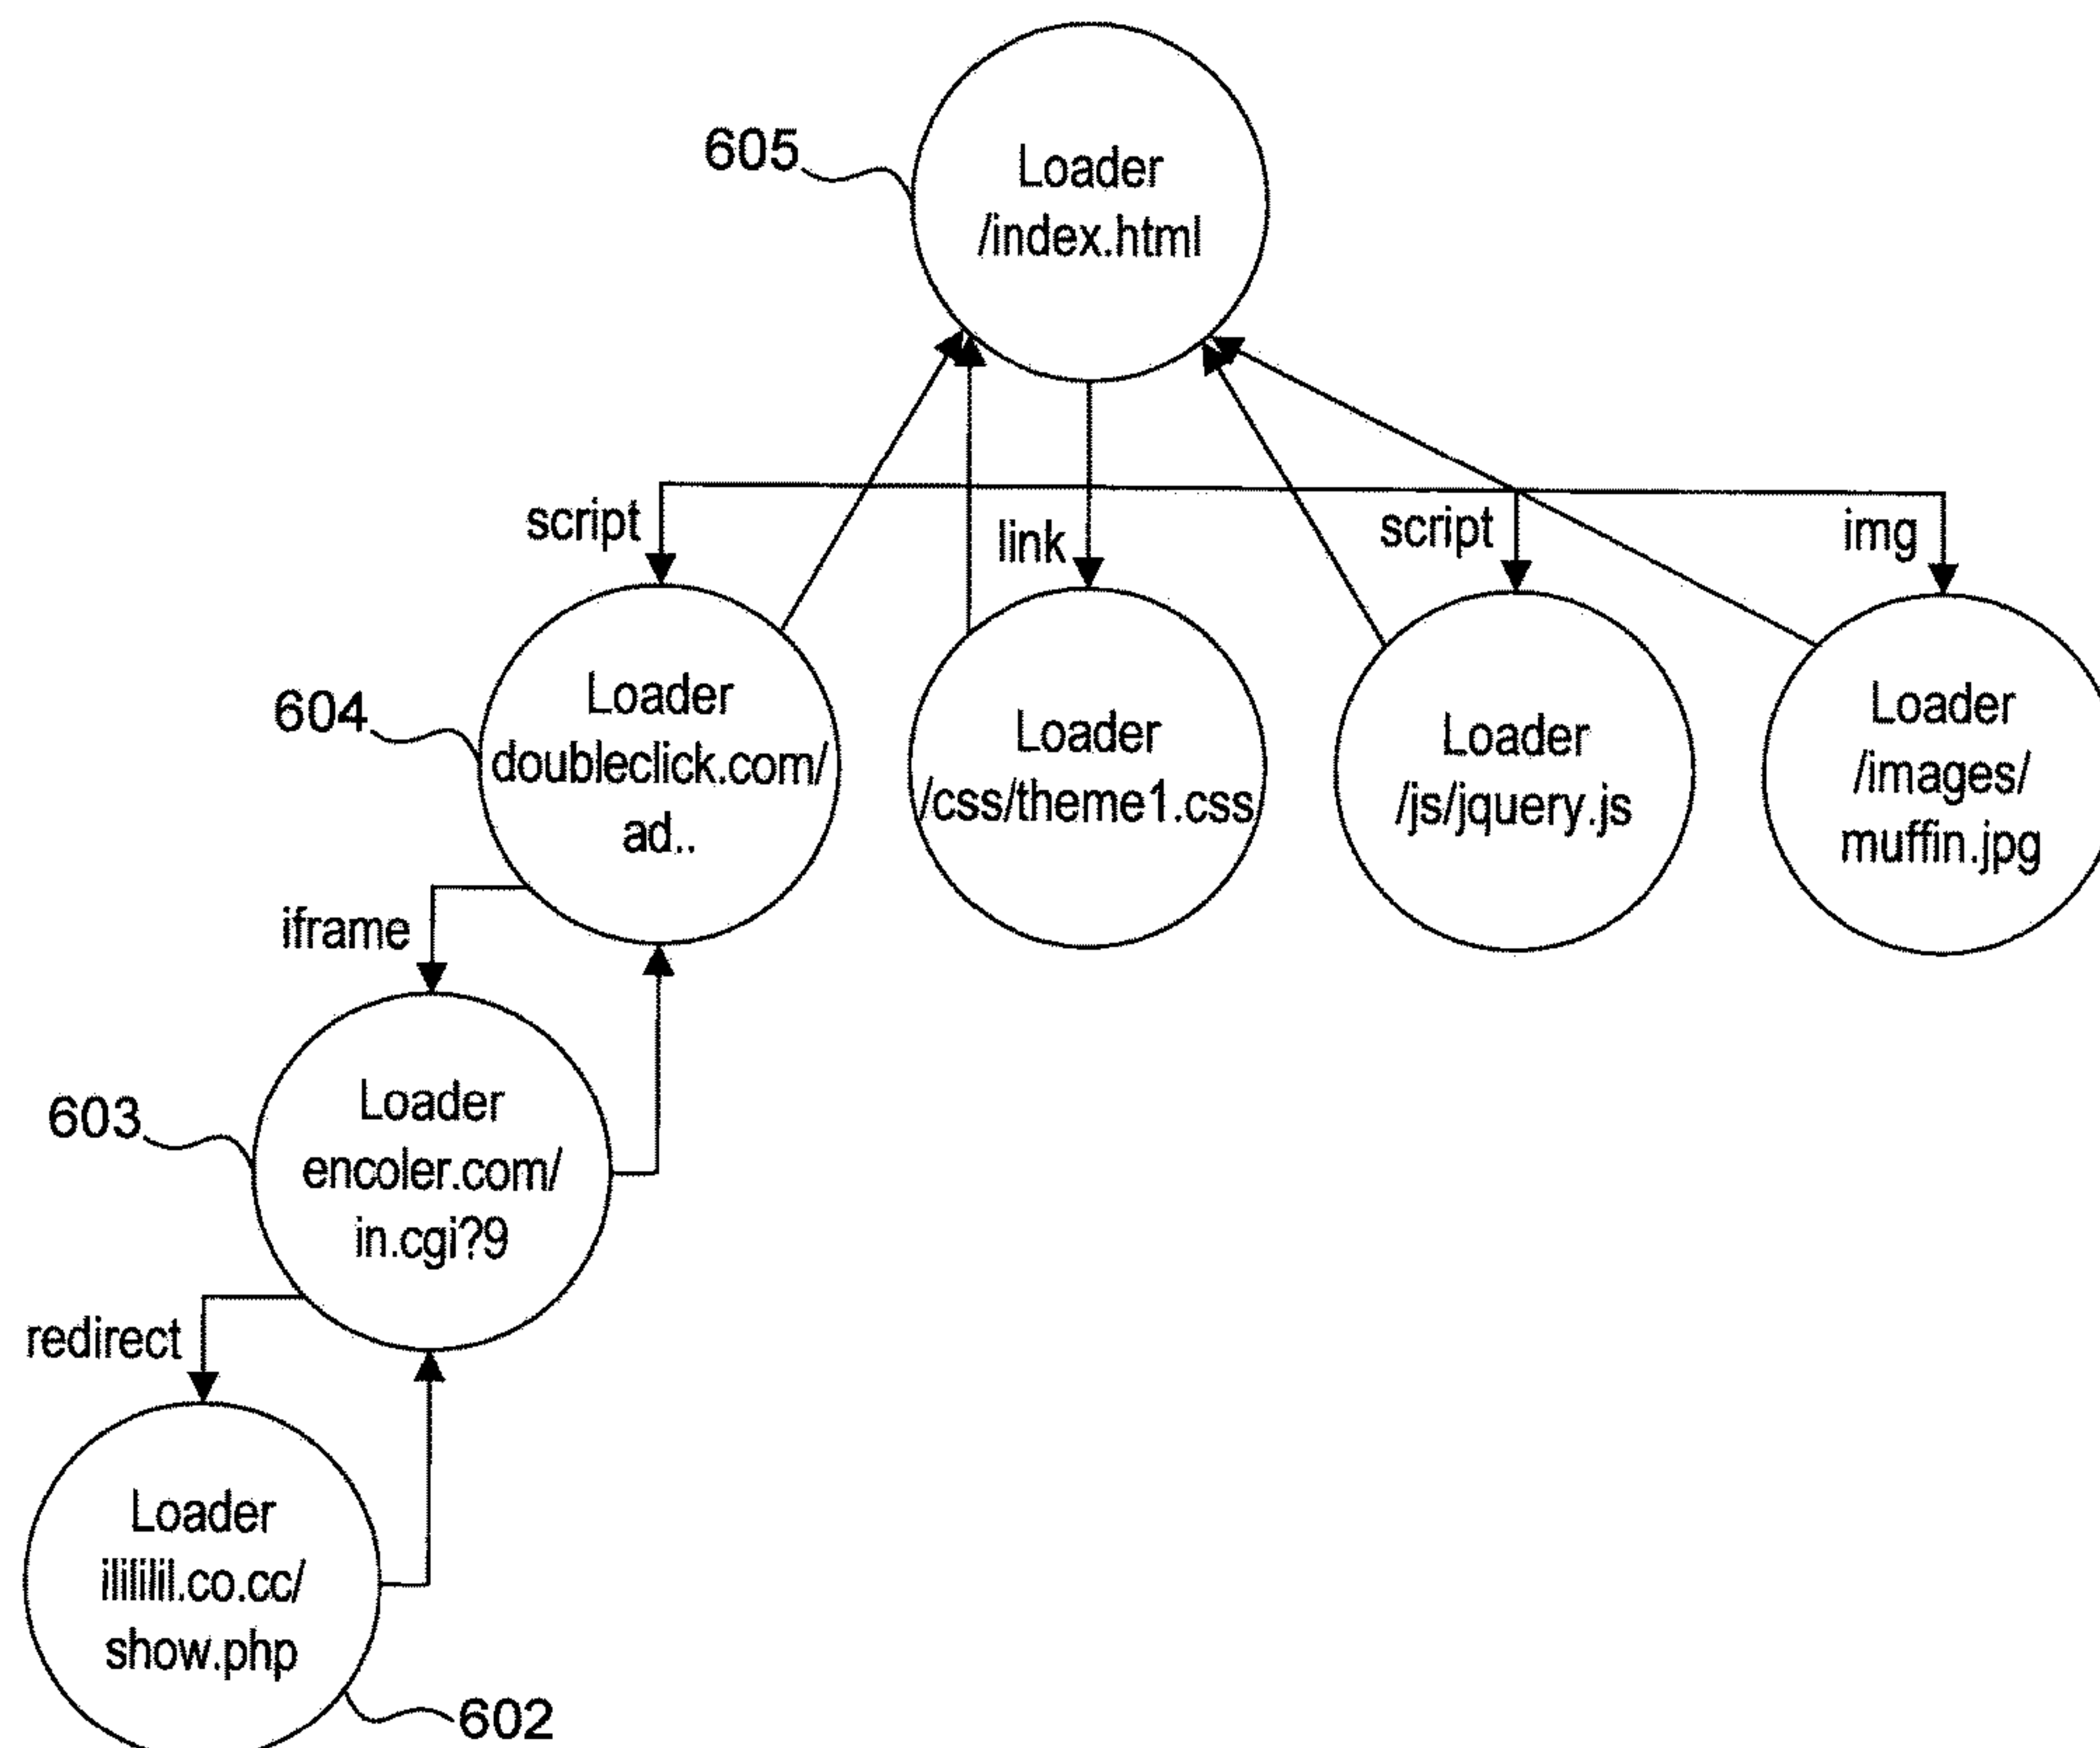 605
Loader
/index.html
script
link
script
img
604
Loader
doubleclick.com/
ad..
Loader
/css/theme1.css
Loader
/js/jquery.js
Loader
/images/
muffin.jpg
iframe
603
Loader
encoler.com/
in.cgi?9
redirect
Loader
ililililil.co.cc/
show.php
602